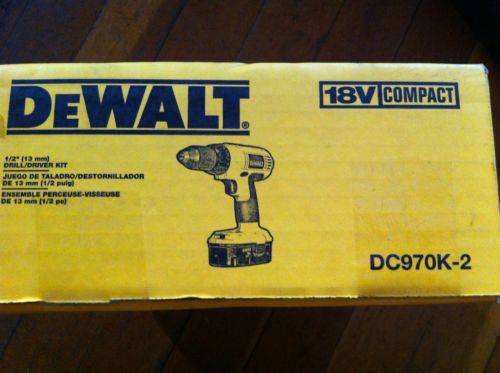 DEWALT®
18V COMPACT
1/2" (13 mm)
DRILL/DRIVER KIT
JUEGO DE TALADRO/DESTORNILLADOR
DE 13 mm (1/2 pulg)
ENSEMBLE PERCEUSE-VISSEUSE
DE 13 mm (1/2 po)
DC970K-2